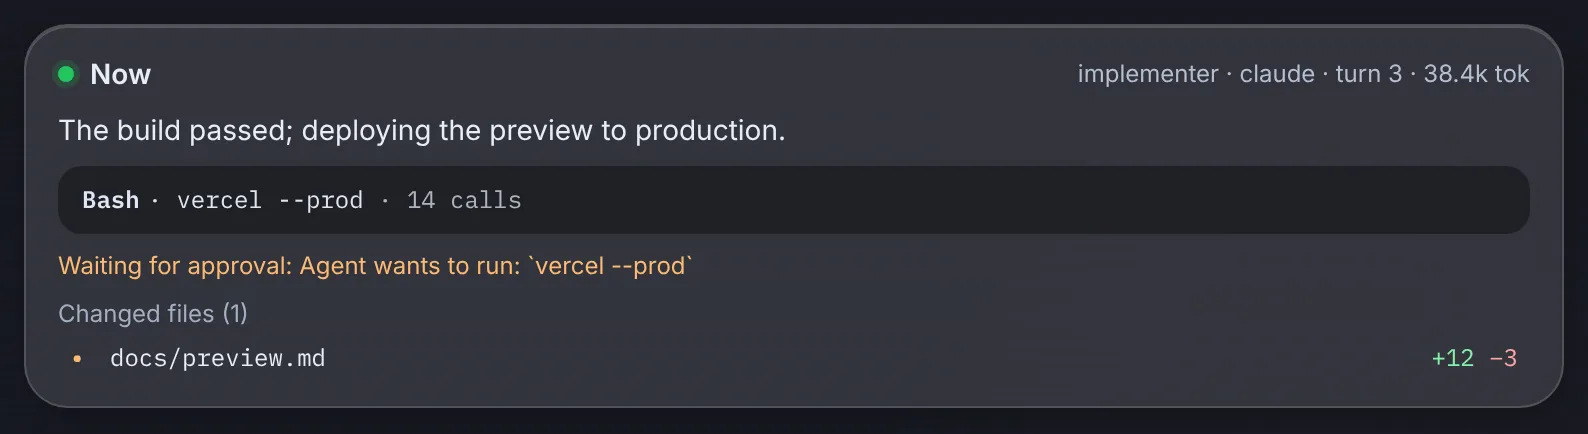 Now
implementer · claude · turn 3 · 38.4k tok
The build passed; deploying the preview to production.
Bash · vercel --prod · 14 calls
Waiting for approval: Agent wants to run: `vercel --prod`
Changed files (1)
• docs/preview.md +12 −3